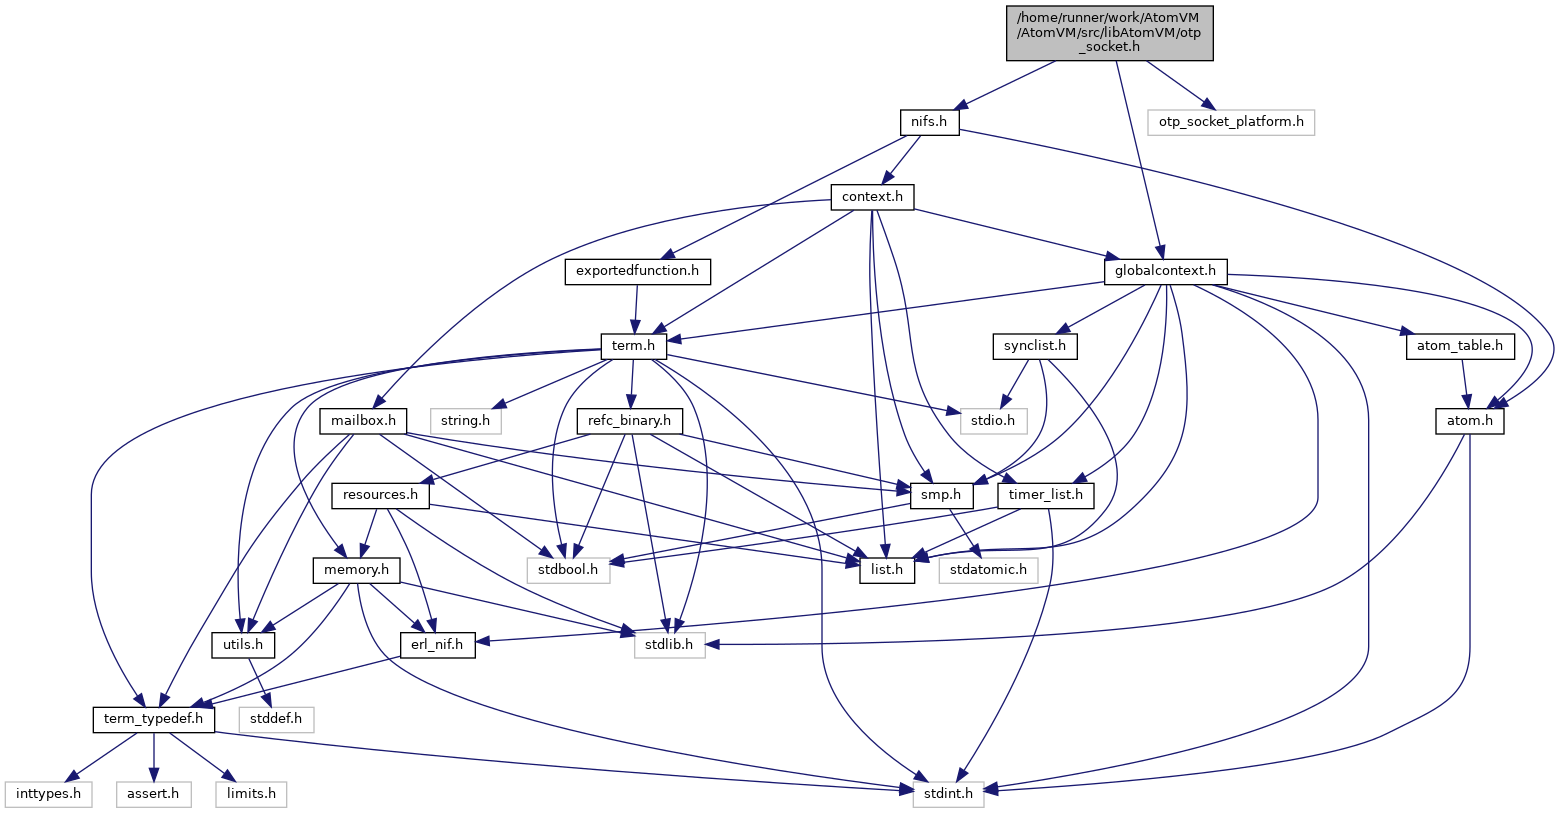 /home/runner/work/AtomVM
/AtomVM/src/libAtomVM/otp
_socket.h
nifs.h
otp_socket_platform.h
context.h
exportedfunction.h
globalcontext.h
term.h
synclist.h
atom_table.h
mailbox.h
string.h
refc_binary.h
stdio.h
atom.h
resources.h
smp.h
timer_list.h
memory.h
stdbool.h
list.h
stdatomic.h
utils.h
erl_nif.h
stdlib.h
term_typedef.h
stddef.h
inttypes.h
assert.h
limits.h
stdint.h